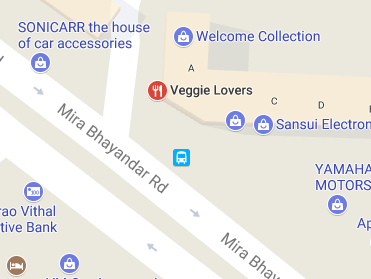 SONICARR the house
of car accessories
Welcome Collection
A
Veggie Lovers
C
D
Sansui Electron
Mira Bhayandar Rd
YAMAHA
MOTORS
100
rao Vithal
tive Bank
Ap
Mira Bhay